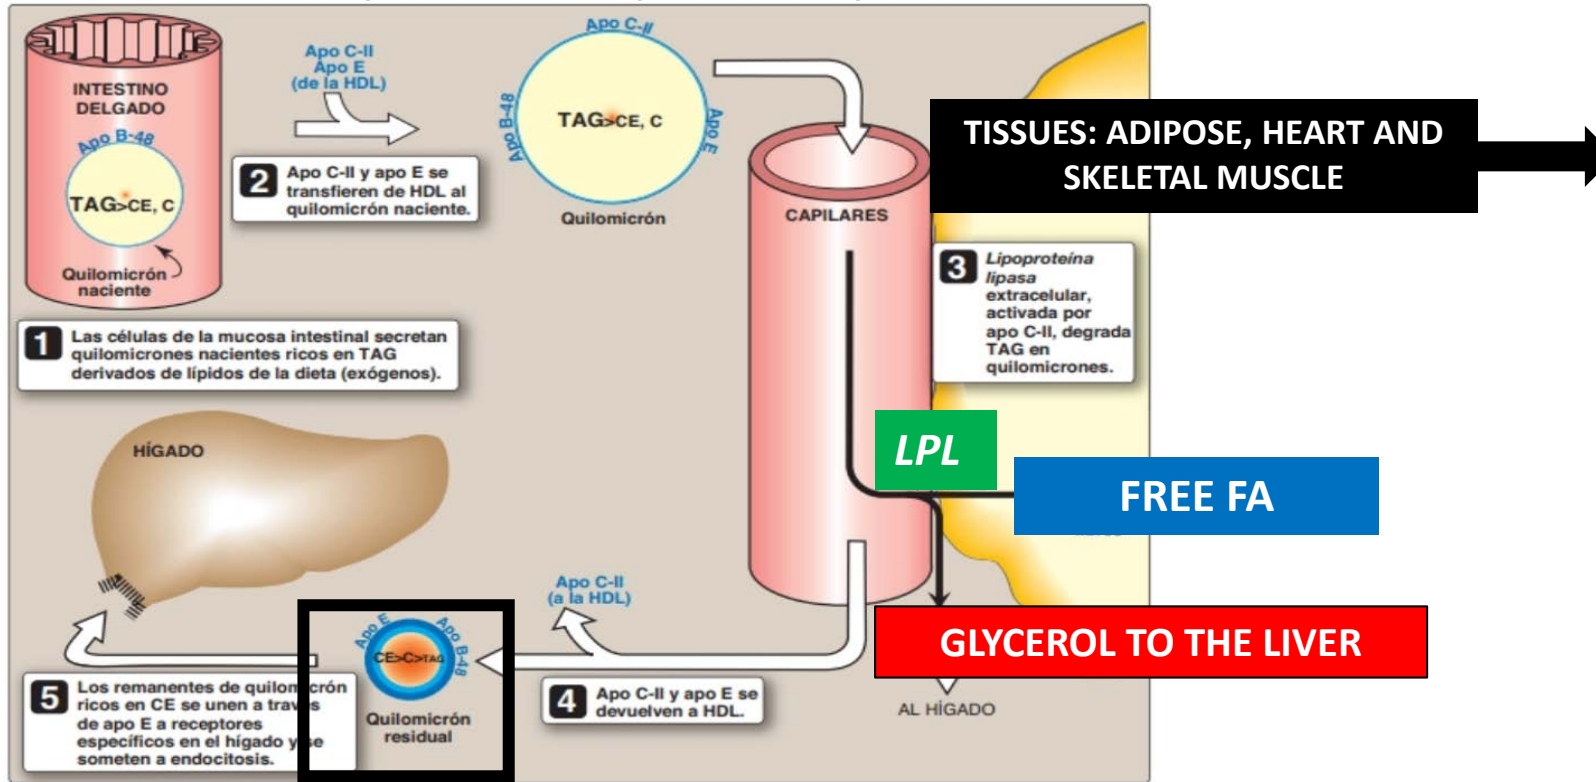 INTESTINO
DELGADO
Apo B-48
TAG>CE, C
Quilomicrón
naciente
1
Las células de la mucosa intestinal secretan
quilomicrones nacientes ricos en TAG
derivados de lípidos de la dieta (exógenos).
Apo C-II
Apo E
(de la HDL)
2
Apo C-II y apo E se
transfieren de HDL al
quilomicrón naciente.
Apo C-II
Apo B-48
TAG>CE, C
Apo E
Quilomicrón
CAPILARES
TISSUES: ADIPOSE, HEART AND
SKELETAL MUSCLE
3
Lipoproteína
lipasa
extracelular,
activada por
apo C-II, degrada
TAG en
quilomicrones.
LPL
FREE FA
GLYCEROL TO THE LIVER
AL HÍGADO
Apo C-II
(a la HDL)
4
Apo C-II y apo E se
devuelven a HDL.
Apo E
Apo B-48
CE>C>TAG
Quilomicrón
residual
HÍGADO
5
Los remanentes de quilomicrón
ricos en CE se unen a través
de apo E a receptores
específicos en el hígado y se
someten a endocitosis.